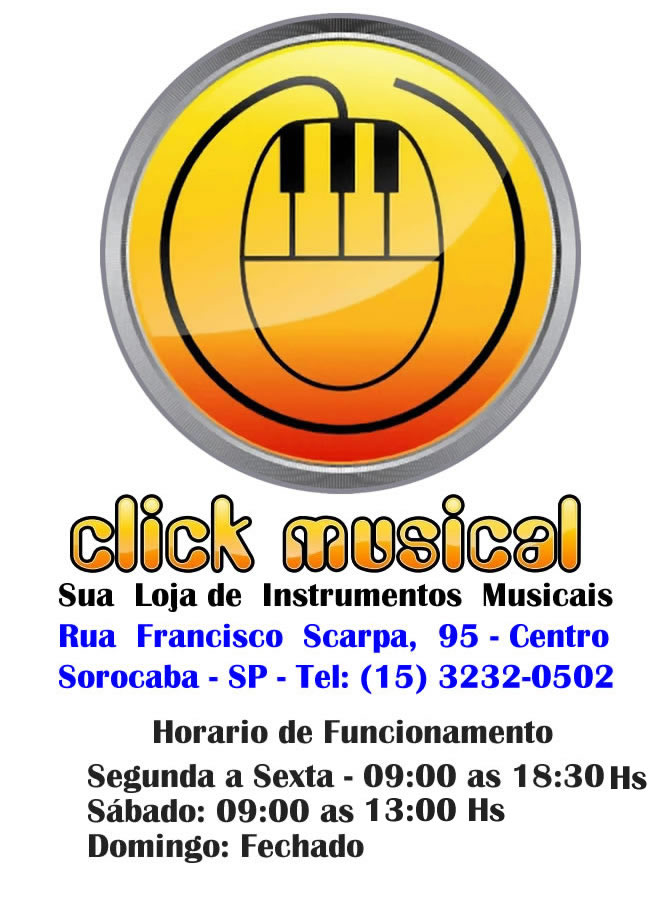 click musical
Sua Loja de Instrumentos Musicais
Rua Francisco Scarpa, 95 - Centro
Sorocaba - SP - Tel: (15) 3232-0502
Horario de Funcionamento
Segunda a Sexta - 09:00 as 18:30 Hs
Sábado: 09:00 as 13:00 Hs
Domingo: Fechado